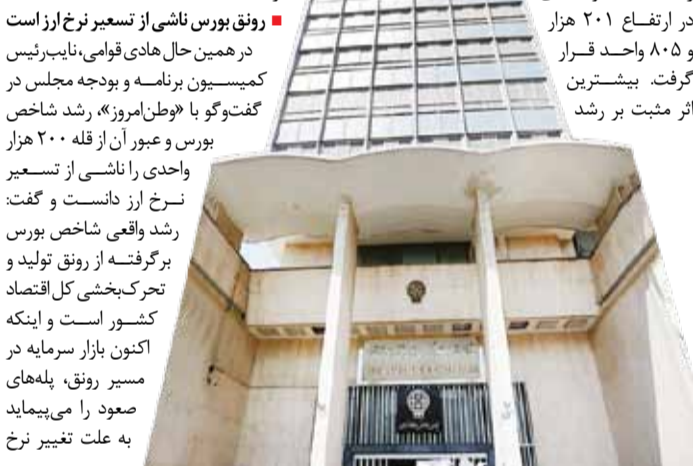 در ارتفاع ۲۰۱ هزار
و ۸۰۵ واحد قرار
گرفت. بیشترین
اثر مثبت بر رشد
رونق بورس ناشی از تسعیر نرخ ارز است
در همین حال هادی قوامی، نایب‌رئیس
کمیسیون برنامه و بودجه مجلس در
گفت‌وگو با «وطن‌امروز»، رشد شاخص
بورس و عبور آن از قله ۲۰۰ هزار
واحدی را ناشی از تسعیر
نرخ ارز دانست و گفت:
رشد واقعی شاخص بورس
برگرفته از رونق تولید و
تحرک‌بخشی کل اقتصاد
کشور است و اینکه
اکنون بازار سرمایه در
مسیر رونق، پله‌های
صعود را می‌پیماید
به علت تغییر نرخ